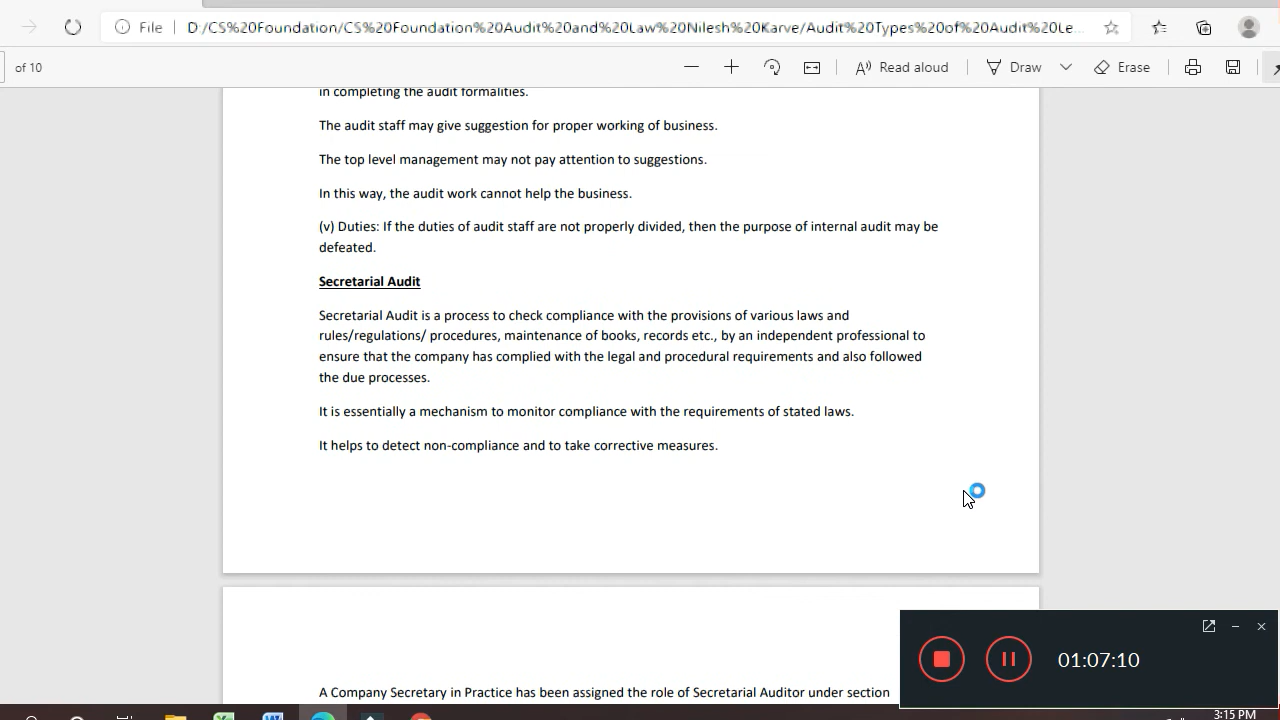 File
D:/CS%20Foundation/CS%20Foundation%20Audit%20and%20Law%20Nilesh%20Karve/Audit%20Types%20of%20Audit%20Le...
of 10
Read aloud
Draw
Erase
in completing the audit formalities.
The audit staff may give suggestion for proper working of business.
The top level management may not pay attention to suggestions.
In this way, the audit work cannot help the business.
(v) Duties: If the duties of audit staff are not properly divided, then the purpose of internal audit may be
defeated.
Secretarial Audit
Secretarial Audit is a process to check compliance with the provisions of various laws and
rules/regulations/ procedures, maintenance of books, records etc., by an independent professional to
ensure that the company has complied with the legal and procedural requirements and also followed
the due processes.
It is essentially a mechanism to monitor compliance with the requirements of stated laws.
It helps to detect non-compliance and to take corrective measures.
A Company Secretary in Practice has been assigned the role of Secretarial Auditor under section
01:07:10
3:15 PM